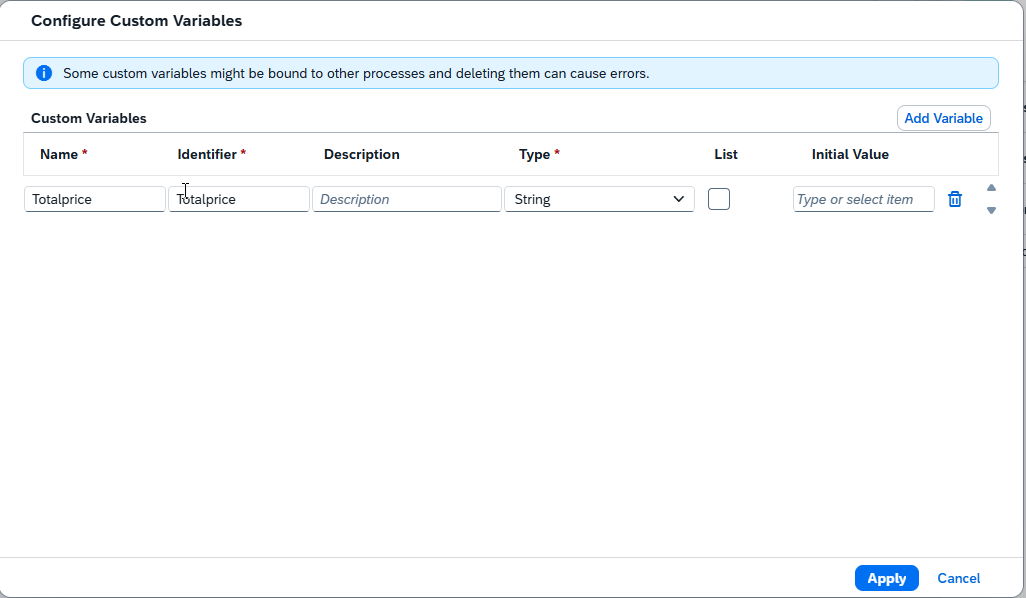 Configure Custom Variables
Some custom variables might be bound to other processes and deleting them can cause errors.
Custom Variables
Add Variable
Name * Identifier * Description Type * List Initial Value
Totalprice Totalprice Description String Type or select item
Apply Cancel